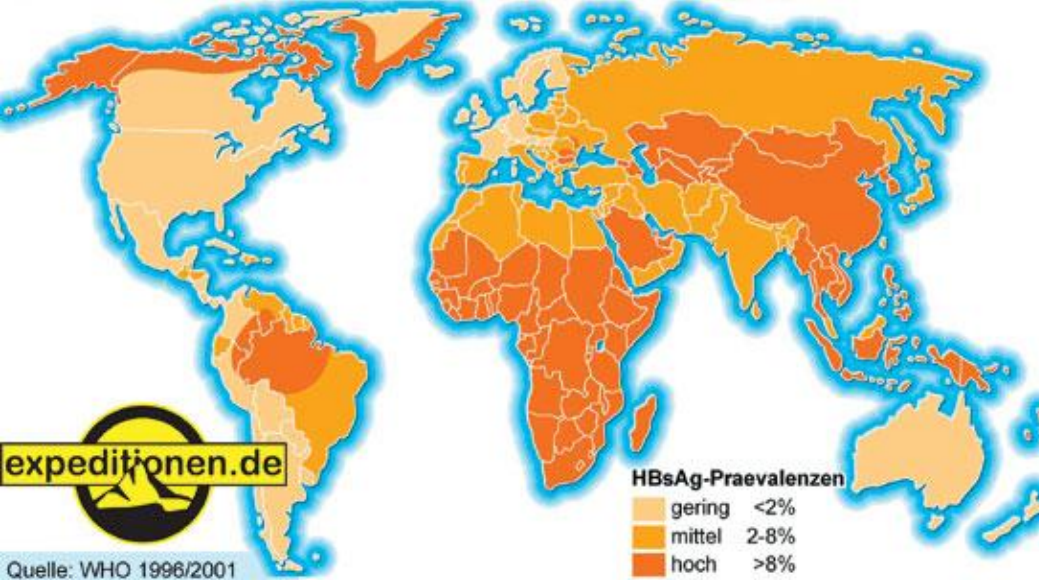 expeditionen.de
HBsAg-Praevalenzen
gering <2%
mittel 2-8%
hoch >8%
Quelle: WHO 1996/2001